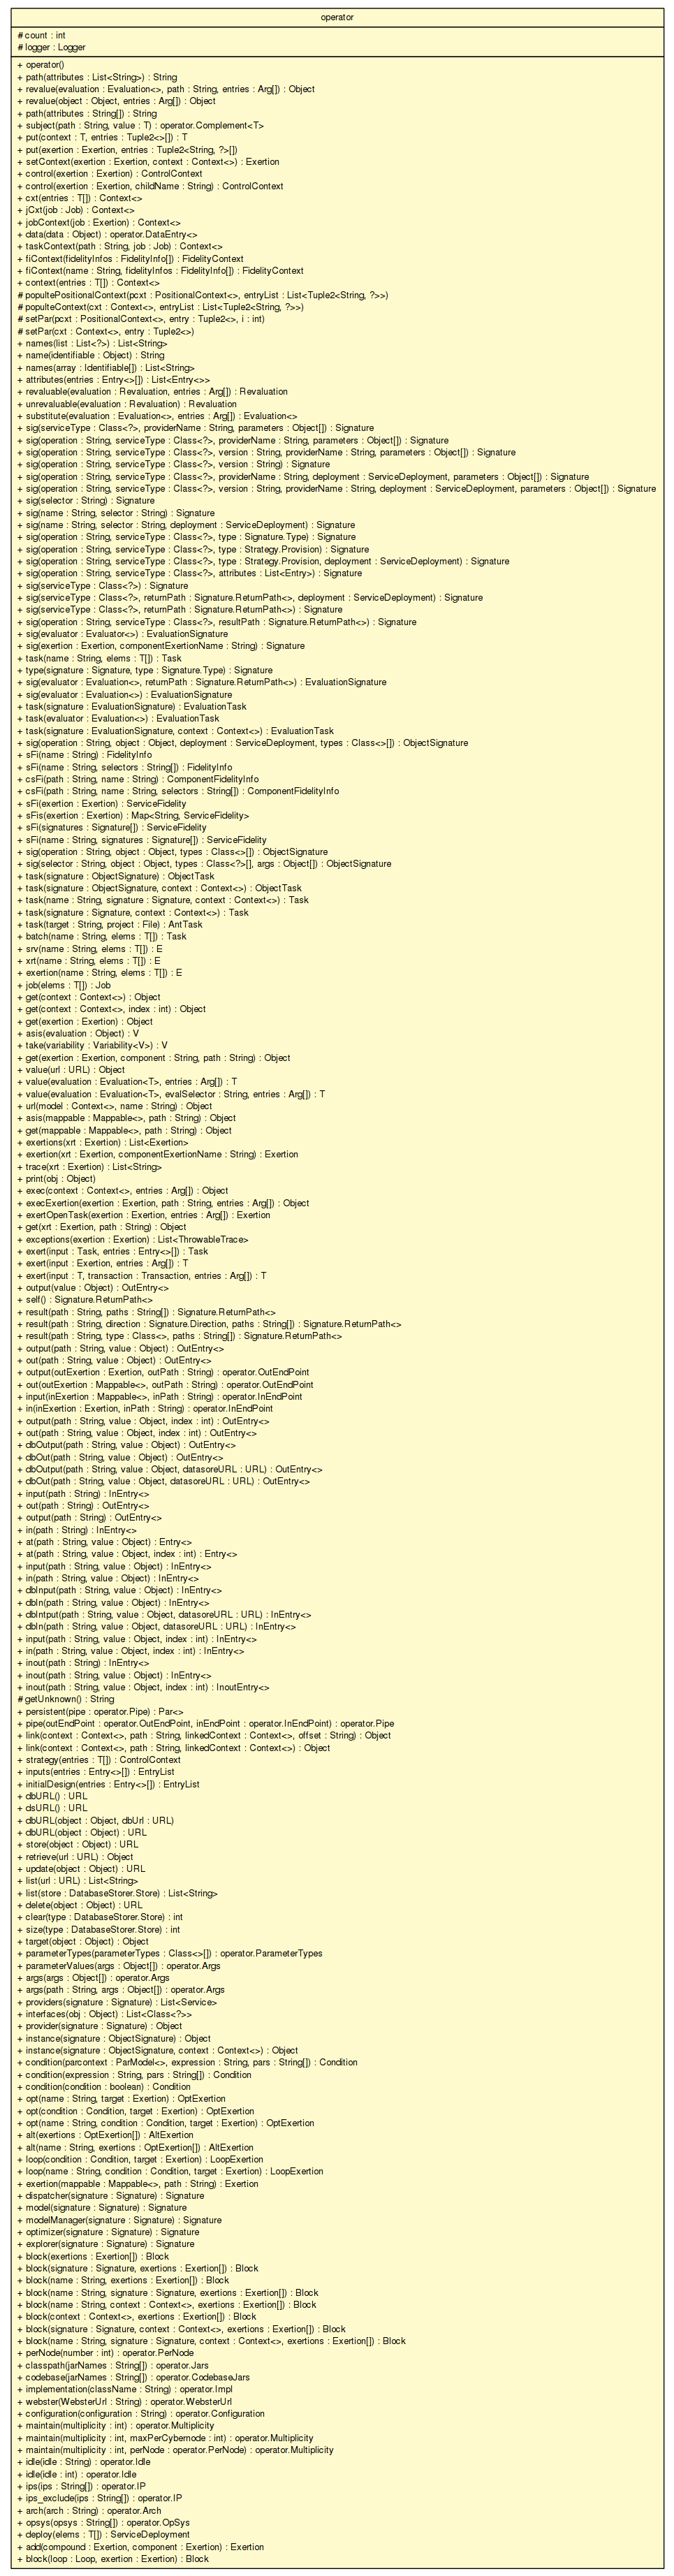 operator
# count : int
# logger : Logger
+ operator()
+ path(attributes : List<String>) : String
+ revalue(evaluation : Evaluation<>, path : String, entries : Arg[]) : Object
+ revalue(object : Object, entries : Arg[]) : Object
+ path(attributes : String[]) : String
+ subject(path : String, value : T) : operator.Complement<T>
+ put(context : T, entries : Tuple2<>[]) : T
+ put(exertion : Exertion, entries : Tuple2<String, ?>[])
+ setContext(exertion : Exertion, context : Context<>) : Exertion
+ control(exertion : Exertion) : ControlContext
+ control(exertion : Exertion, childName : String) : ControlContext
+ cxt(entries : T[]) : Context<>
+ jCxt(job : Job) : Context<>
+ jobContext(job : Exertion) : Context<>
+ data(data : Object) : operator.DataEntry<>
+ taskContext(path : String, job : Job) : Context<>
+ fiContext(fidelityInfos : FidelityInfo[]) : FidelityContext
+ fiContext(name : String, fidelityInfos : FidelityInfo[]) : FidelityContext
+ context(entries : T[]) : Context<>
# popultePositionalContext(pcxt : PositionalContext<>, entryList : List<Tuple2<String, ?>>)
# populteContext(cxt : Context<>, entryList : List<Tuple2<String, ?>>)
# setPar(pcxt : PositionalContext<>, entry : Tuple2<>, i : int)
# setPar(cxt : Context<>, entry : Tuple2<>)
+ names(list : List<?>) : List<String>
+ name(identifiable : Object) : String
+ names(array : Identifiable[]) : List<String>
+ attributes(entries : Entry<>[]) : List<Entry<>>
+ revaluable(evaluation : Revaluation, entries : Arg[]) : Revaluation
+ unrevaluable(evaluation : Revaluation) : Revaluation
+ substitute(evaluation : Evaluation<>, entries : Arg[]) : Evaluation<>
+ sig(serviceType : Class<?>, providerName : String, parameters : Object[]) : Signature
+ sig(operation : String, serviceType : Class<?>, providerName : String, parameters : Object[]) : Signature
+ sig(operation : String, serviceType : Class<?>, version : String, providerName : String, parameters : Object[]) : Signature
+ sig(operation : String, serviceType : Class<?>, version : String) : Signature
+ sig(operation : String, serviceType : Class<?>, providerName : String, deployment : ServiceDeployment, parameters : Object[]) : Signature
+ sig(operation : String, serviceType : Class<?>, version : String, providerName : String, deployment : ServiceDeployment, parameters : Object[]) : Signature
+ sig(selector : String) : Signature
+ sig(name : String, selector : String) : Signature
+ sig(name : String, selector : String, deployment : ServiceDeployment) : Signature
+ sig(operation : String, serviceType : Class<?>, type : Signature.Type) : Signature
+ sig(operation : String, serviceType : Class<?>, type : Strategy.Provision) : Signature
+ sig(operation : String, serviceType : Class<?>, type : Strategy.Provision, deployment : ServiceDeployment) : Signature
+ sig(operation : String, serviceType : Class<?>, attributes : List<Entry>) : Signature
+ sig(serviceType : Class<?>) : Signature
+ sig(serviceType : Class<?>, returnPath : Signature.ReturnPath<>, deployment : ServiceDeployment) : Signature
+ sig(serviceType : Class<?>, returnPath : Signature.ReturnPath<>) : Signature
+ sig(operation : String, serviceType : Class<?>, resultPath : Signature.ReturnPath<>) : Signature
+ sig(evaluator : Evaluator<>) : EvaluationSignature
+ sig(exertion : Exertion, componentExertionName : String) : Signature
+ task(name : String, elems : T[]) : Task
+ type(signature : Signature, type : Signature.Type) : Signature
+ sig(evaluator : Evaluation<>, returnPath : Signature.ReturnPath<>) : EvaluationSignature
+ sig(evaluator : Evaluation<>) : EvaluationSignature
+ task(signature : EvaluationSignature) : EvaluationTask
+ task(evaluator : Evaluation<>) : EvaluationTask
+ task(signature : EvaluationSignature, context : Context<>) : EvaluationTask
+ sig(operation : String, object : Object, deployment : ServiceDeployment, types : Class<>[]) : ObjectSignature
+ sFi(name : String) : FidelityInfo
+ sFi(name : String, selectors : String[]) : FidelityInfo
+ csFi(path : String, name : String) : ComponentFidelityInfo
+ csFi(path : String, name : String, selectors : String[]) : ComponentFidelityInfo
+ sFi(exertion : Exertion) : ServiceFidelity
+ sFis(exertion : Exertion) : Map<String, ServiceFidelity>
+ sFi(signatures : Signature[]) : ServiceFidelity
+ sFi(name : String, signatures : Signature[]) : ServiceFidelity
+ sig(operation : String, object : Object, types : Class<>[]) : ObjectSignature
+ sig(selector : String, object : Object, types : Class<?>[], args : Object[]) : ObjectSignature
+ task(signature : ObjectSignature) : ObjectTask
+ task(signature : ObjectSignature, context : Context<>) : ObjectTask
+ task(name : String, signature : Signature, context : Context<>) : Task
+ task(signature : Signature, context : Context<>) : Task
+ task(target : String, project : File) : AntTask
+ batch(name : String, elems : T[]) : Task
+ srv(name : String, elems : T[]) : E
+ xrt(name : String, elems : T[]) : E
+ exertion(name : String, elems : T[]) : E
+ job(elems : T[]) : Job
+ get(context : Context<>) : Object
+ get(context : Context<>, index : int) : Object
+ get(exertion : Exertion) : Object
+ asis(evaluation : Object) : V
+ take(variability : Variability<V>) : V
+ get(exertion : Exertion, component : String, path : String) : Object
+ value(url : URL) : Object
+ value(evaluation : Evaluation<T>, entries : Arg[]) : T
+ value(evaluation : Evaluation<T>, evalSelector : String, entries : Arg[]) : T
+ url(model : Context<>, name : String) : Object
+ asis(mappable : Mappable<>, path : String) : Object
+ get(mappable : Mappable<>, path : String) : Object
+ exertions(xrt : Exertion) : List<Exertion>
+ exertion(xrt : Exertion, componentExertionName : String) : Exertion
+ trace(xrt : Exertion) : List<String>
+ print(obj : Object)
+ exec(context : Context<>, entries : Arg[]) : Object
+ execExertion(exertion : Exertion, path : String, entries : Arg[]) : Object
+ exertOpenTask(exertion : Exertion, entries : Arg[]) : Exertion
+ get(xrt : Exertion, path : String) : Object
+ exceptions(exertion : Exertion) : List<ThrowableTrace>
+ exert(input : Task, entries : Entry<>[]) : Task
+ exert(input : Exertion, entries : Arg[]) : T
+ exert(input : T, transaction : Transaction, entries : Arg[]) : T
+ output(value : Object) : OutEntry<>
+ self() : Signature.ReturnPath<>
+ result(path : String, paths : String[]) : Signature.ReturnPath<>
+ result(path : String, direction : Signature.Direction, paths : String[]) : Signature.ReturnPath<>
+ result(path : String, type : Class<>, paths : String[]) : Signature.ReturnPath<>
+ output(path : String, value : Object) : OutEntry<>
+ out(path : String, value : Object) : OutEntry<>
+ output(outExertion : Exertion, outPath : String) : operator.OutEndPoint
+ out(outExertion : Mappable<>, outPath : String) : operator.OutEndPoint
+ input(inExertion : Mappable<>, inPath : String) : operator.InEndPoint
+ in(inExertion : Exertion, inPath : String) : operator.InEndPoint
+ output(path : String, value : Object, index : int) : OutEntry<>
+ out(path : String, value : Object, index : int) : OutEntry<>
+ dbOutput(path : String, value : Object) : OutEntry<>
+ dbOut(path : String, value : Object) : OutEntry<>
+ dbOutput(path : String, value : Object, datasoreURL : URL) : OutEntry<>
+ dbOut(path : String, value : Object, datasoreURL : URL) : OutEntry<>
+ input(path : String) : InEntry<>
+ out(path : String) : OutEntry<>
+ output(path : String) : OutEntry<>
+ in(path : String) : InEntry<>
+ at(path : String, value : Object) : Entry<>
+ at(path : String, value : Object, index : int) : Entry<>
+ input(path : String, value : Object) : InEntry<>
+ in(path : String, value : Object) : InEntry<>
+ dbInput(path : String, value : Object) : InEntry<>
+ dbIn(path : String, value : Object) : InEntry<>
+ dbIntput(path : String, value : Object, datasoreURL : URL) : InEntry<>
+ dbIn(path : String, value : Object, datasoreURL : URL) : InEntry<>
+ input(path : String, value : Object, index : int) : InEntry<>
+ in(path : String, value : Object, index : int) : InEntry<>
+ inout(path : String) : InEntry<>
+ inout(path : String, value : Object) : InEntry<>
+ inout(path : String, value : Object, index : int) : InoutEntry<>
# getUnknown() : String
+ persistent(pipe : operator.Pipe) : Par<>
+ pipe(outEndPoint : operator.OutEndPoint, inEndPoint : operator.InEndPoint) : operator.Pipe
+ link(context : Context<>, path : String, linkedContext : Context<>, offset : String) : Object
+ link(context : Context<>, path : String, linkedContext : Context<>) : Object
+ strategy(entries : T[]) : ControlContext
+ inputs(entries : Entry<>[]) : EntryList
+ initialDesign(entries : Entry<>[]) : EntryList
+ dbURL() : URL
+ dsURL() : URL
+ dbURL(object : Object, dbUrl : URL)
+ dbURL(object : Object) : URL
+ store(object : Object) : URL
+ retrieve(url : URL) : Object
+ update(object : Object) : URL
+ list(url : URL) : List<String>
+ list(store : DatabaseStorer.Store) : List<String>
+ delete(object : Object) : URL
+ clear(type : DatabaseStorer.Store) : int
+ size(type : DatabaseStorer.Store) : int
+ target(object : Object) : Object
+ parameterTypes(parameterTypes : Class<>[]) : operator.ParameterTypes
+ parameterValues(args : Object[]) : operator.Args
+ args(args : Object[]) : operator.Args
+ args(path : String, args : Object[]) : operator.Args
+ providers(signature : Signature) : List<Service>
+ interfaces(obj : Object) : List<Class<?>>
+ provider(signature : Signature) : Object
+ instance(signature : ObjectSignature) : Object
+ instance(signature : ObjectSignature, context : Context<>) : Object
+ condition(parcontext : ParModel<>, expression : String, pars : String[]) : Condition
+ condition(expression : String, pars : String[]) : Condition
+ condition(condition : boolean) : Condition
+ opt(name : String, target : Exertion) : OptExertion
+ opt(condition : Condition, target : Exertion) : OptExertion
+ opt(name : String, condition : Condition, target : Exertion) : OptExertion
+ alt(exertions : OptExertion[]) : AltExertion
+ alt(name : String, exertions : OptExertion[]) : AltExertion
+ loop(condition : Condition, target : Exertion) : LoopExertion
+ loop(name : String, condition : Condition, target : Exertion) : LoopExertion
+ exertion(mappable : Mappable<>, path : String) : Exertion
+ dispatcher(signature : Signature) : Signature
+ model(signature : Signature) : Signature
+ modelManager(signature : Signature) : Signature
+ optimizer(signature : Signature) : Signature
+ explorer(signature : Signature) : Signature
+ block(exertions : Exertion[]) : Block
+ block(signature : Signature, exertions : Exertion[]) : Block
+ block(name : String, exertions : Exertion[]) : Block
+ block(name : String, signature : Signature, exertions : Exertion[]) : Block
+ block(name : String, context : Context<>, exertions : Exertion[]) : Block
+ block(context : Context<>, exertions : Exertion[]) : Block
+ block(signature : Signature, context : Context<>, exertions : Exertion[]) : Block
+ block(name : String, signature : Signature, context : Context<>, exertions : Exertion[]) : Block
+ perNode(number : int) : operator.PerNode
+ classpath(jarNames : String[]) : operator.Jars
+ codebase(jarNames : String[]) : operator.CodebaseJars
+ implementation(className : String) : operator.Impl
+ webster(WebsterUrl : String) : operator.WebsterUrl
+ configuration(configuration : String) : operator.Configuration
+ maintain(multiplicity : int) : operator.Multiplicity
+ maintain(multiplicity : int, maxPerCybernode : int) : operator.Multiplicity
+ maintain(multiplicity : int, perNode : operator.PerNode) : operator.Multiplicity
+ idle(idle : String) : operator.Idle
+ idle(idle : int) : operator.Idle
+ ips(ips : String[]) : operator.IP
+ ips_exclude(ips : String[]) : operator.IP
+ arch(arch : String) : operator.Arch
+ opsys(opsys : String[]) : operator.OpSys
+ deploy(elems : T[]) : ServiceDeployment
+ add(compound : Exertion, component : Exertion) : Exertion
+ block(loop : Loop, exertion : Exertion) : Block